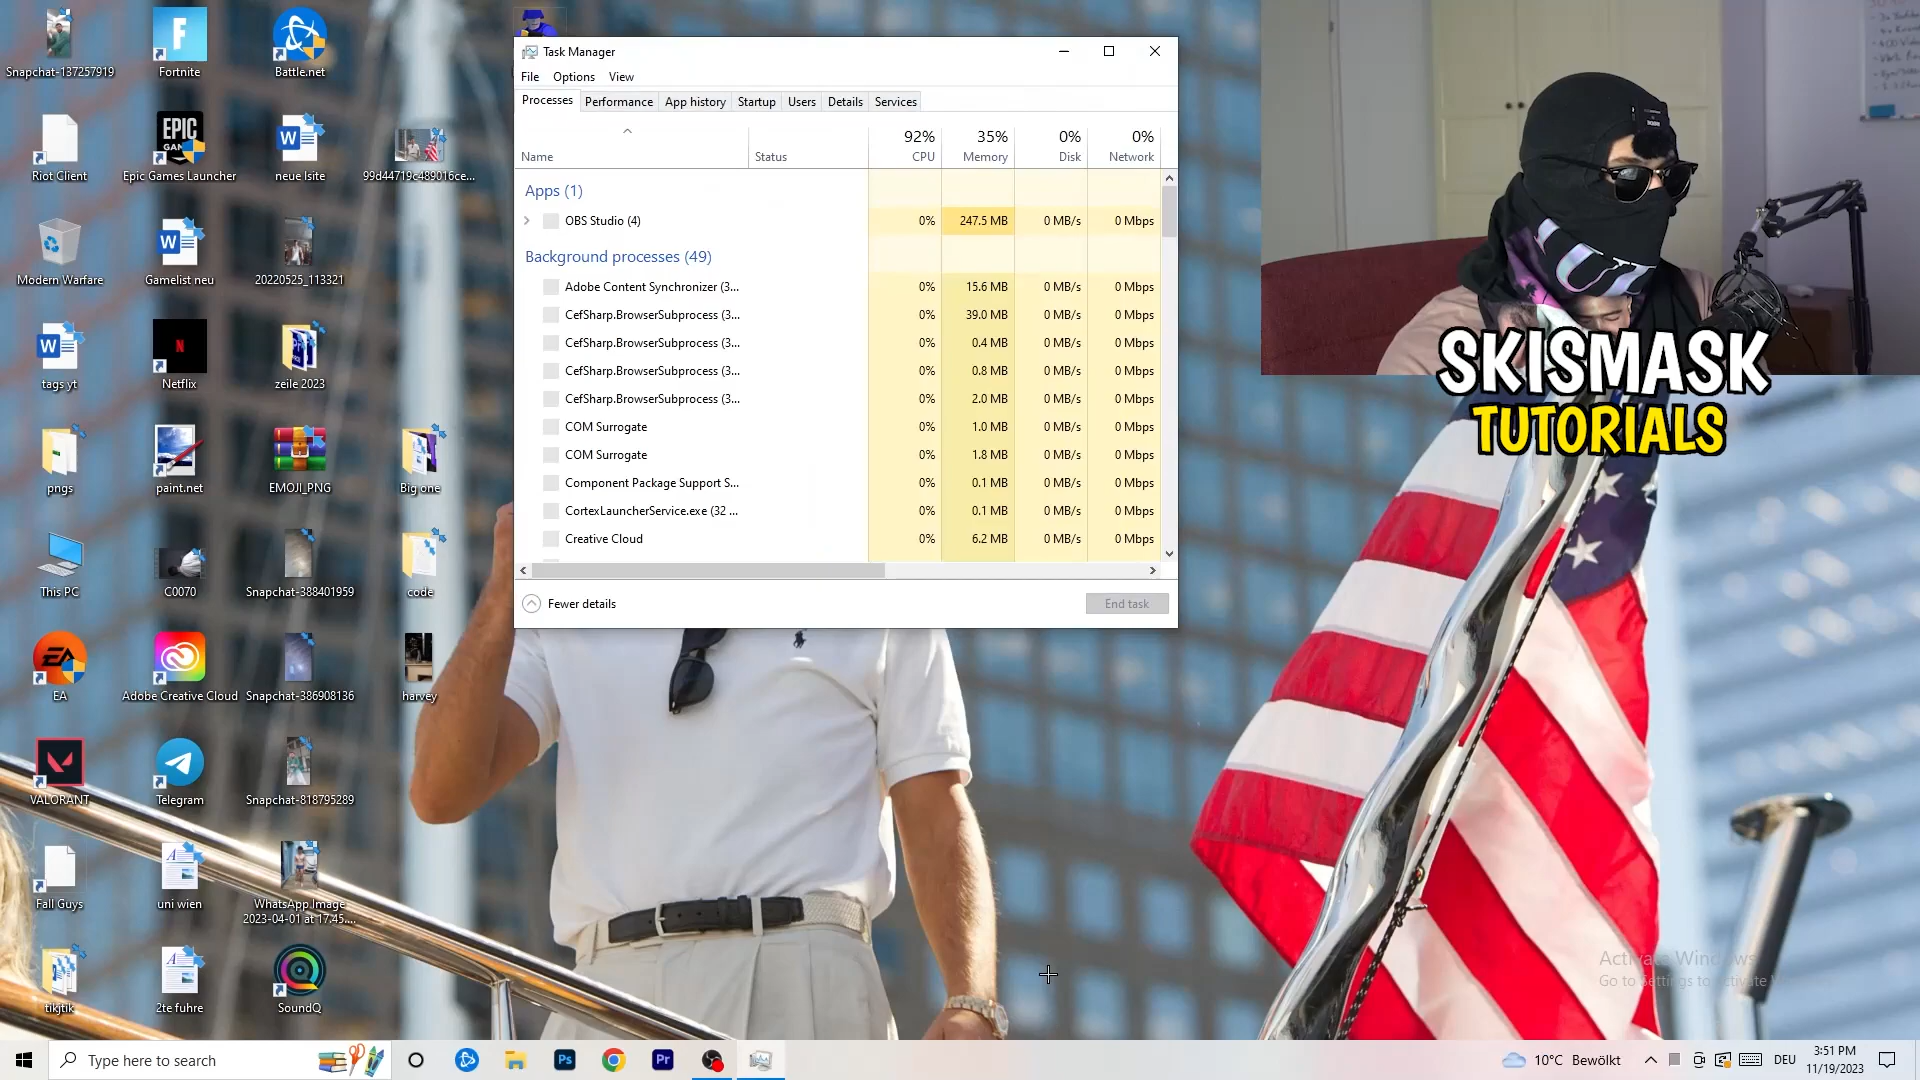 Snapchat-137257919
Fortnite
Battle.net
EPIC
Riot Client
Epic Games Launcher
neue lsite
99d44719c489016ce...
Modern Warfare
Gamelist neu
20220525_113321
tags yt
Netflix
zeile 2023
pngs
paint.net
EMOJI_PNG
Big one
This PC
C0070
Snapchat-388401959
code
EA
Adobe Creative Cloud
Snapchat-386908136
harvey
VALORANT
Telegram
Snapchat-818795289
Fall Guys
uni wien
WhatsApp Image
2023-04-01 at 17.45....
tikjtik
2te fuhre
SoundQ
Task Manager
File Options View
Processes Performance App history Startup Users Details Services
92% 35% 0% 0%
Name Status CPU Memory Disk Network
Apps (1)
OBS Studio (4) 0% 247.5 MB 0 MB/s 0 Mbps
Background processes (49)
Adobe Content Synchronizer (3... 0% 15.6 MB 0 MB/s 0 Mbps
CefSharp.BrowserSubprocess (3... 0% 39.0 MB 0 MB/s 0 Mbps
CefSharp.BrowserSubprocess (3... 0% 0.4 MB 0 MB/s 0 Mbps
CefSharp.BrowserSubprocess (3... 0% 0.8 MB 0 MB/s 0 Mbps
CefSharp.BrowserSubprocess (3... 0% 2.0 MB 0 MB/s 0 Mbps
COM Surrogate 0% 1.0 MB 0 MB/s 0 Mbps
COM Surrogate 0% 1.8 MB 0 MB/s 0 Mbps
Component Package Support S... 0% 0.1 MB 0 MB/s 0 Mbps
CortexLauncherService.exe (32 ... 0% 0.1 MB 0 MB/s 0 Mbps
Creative Cloud 0% 6.2 MB 0 MB/s 0 Mbps
Fewer details End task
SKISMASK
TUTORIALS
Activate Windows
Go to Settings to activate
Type here to search
Ps Pr
10°C Bewölkt
DEU
3:51 PM
11/19/2023